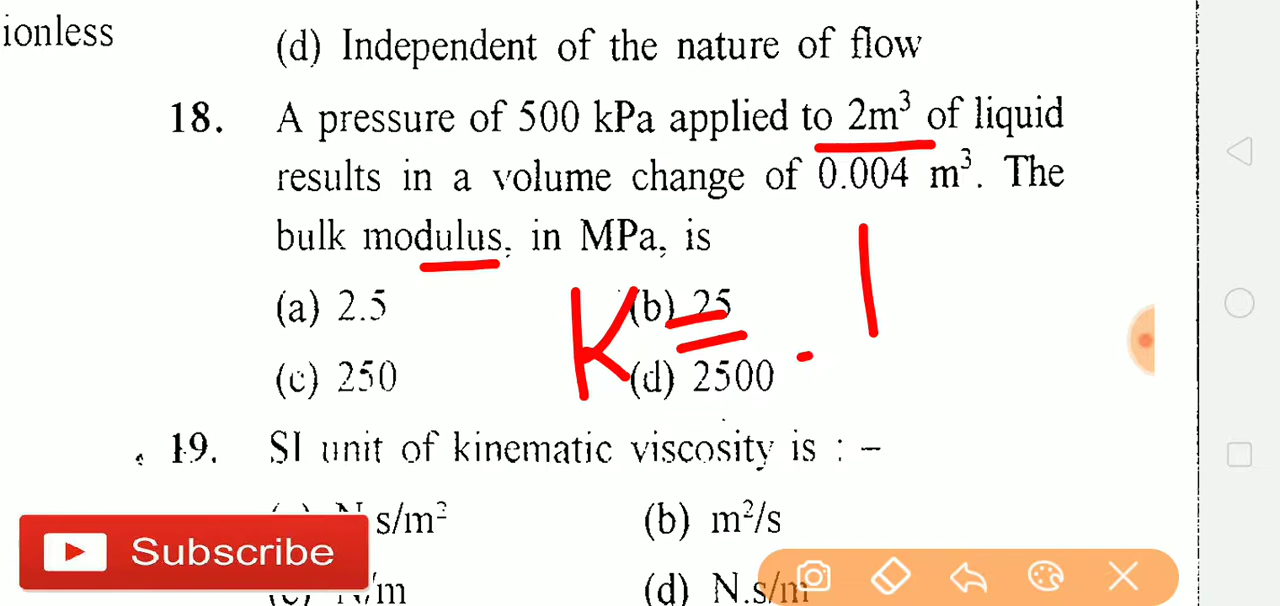 ionless
(d) Independent of the nature of flow
18. A pressure of 500 kPa applied to 2m³ of liquid
results in a volume change of 0.004 m³. The
bulk modulus, in MPa, is
(a) 2.5 (b) 25
(c) 250 (d) 2500
K =
19. SI unit of kinematic viscosity is : –
N.s/m² (b) m²/s
Subscribe
N/m (d) N.s/m